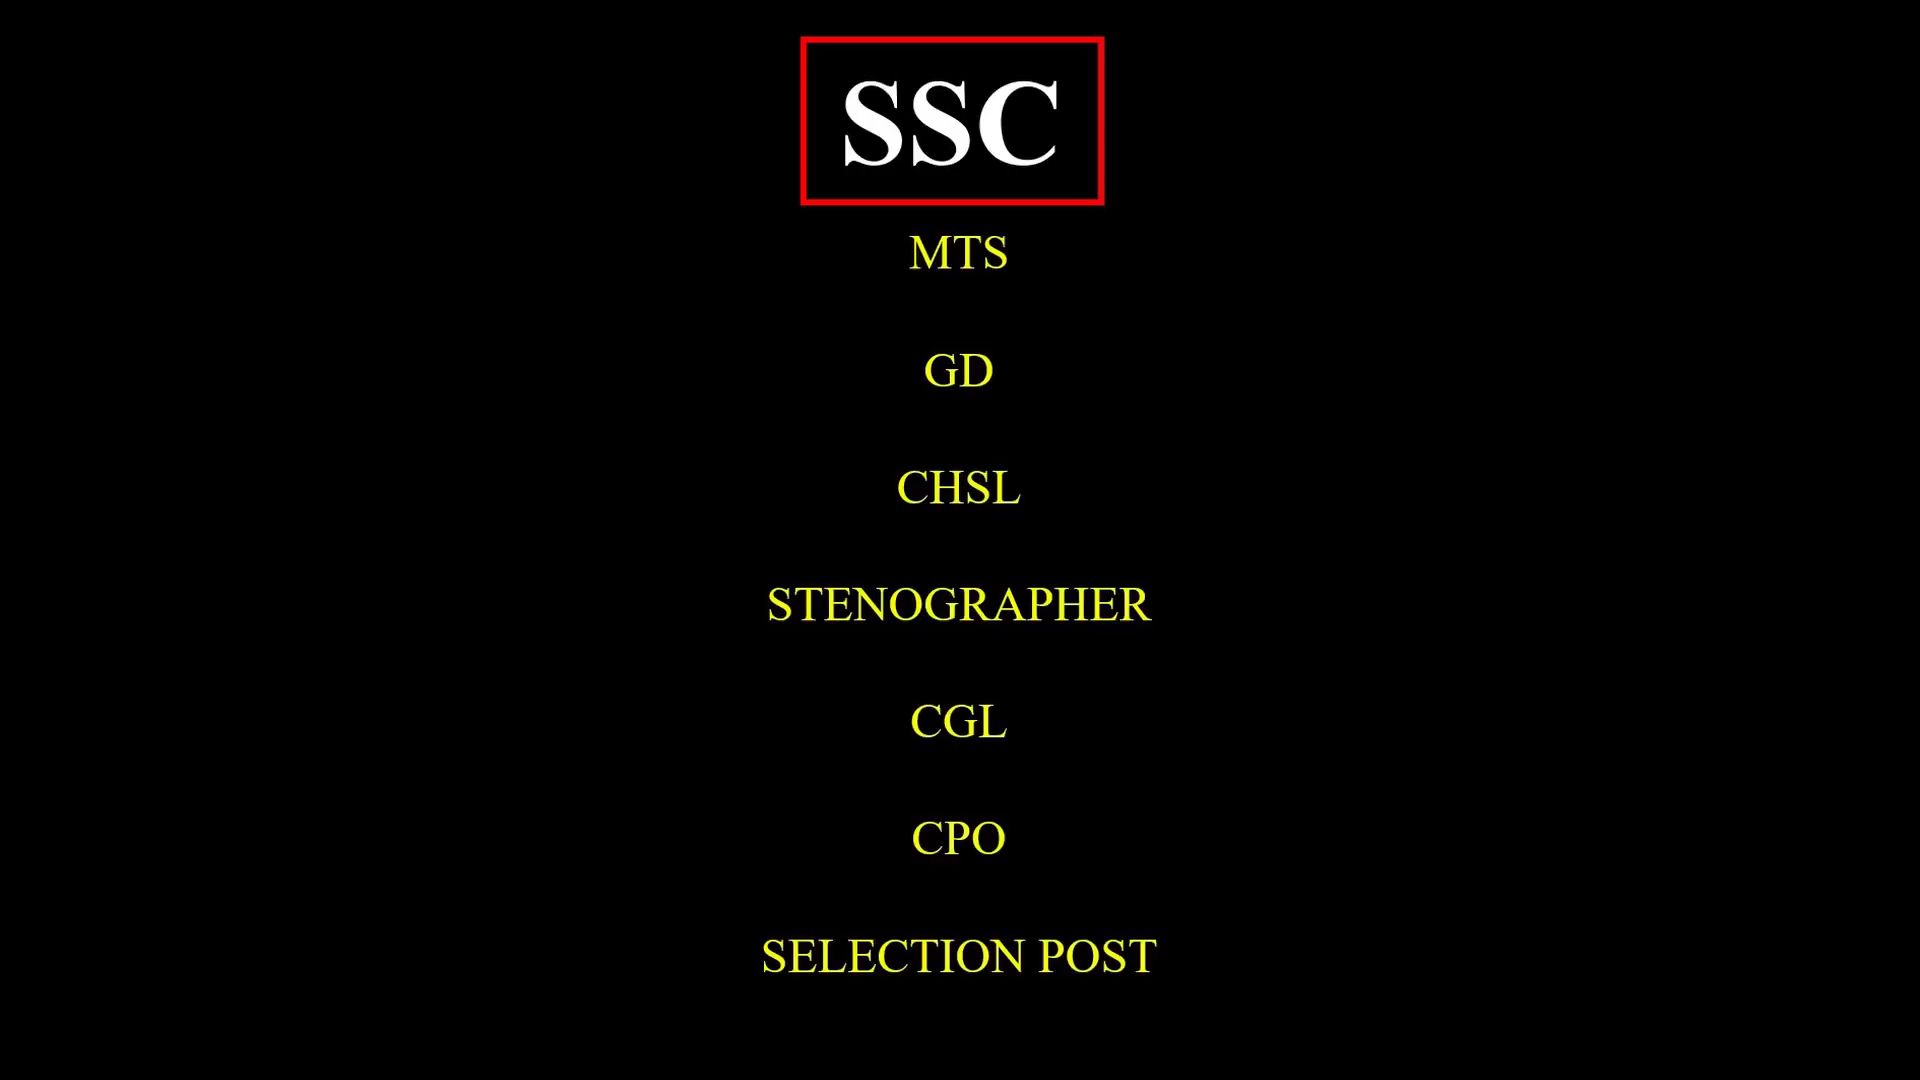 SSC
MTS
GD
CHSL
STENOGRAPHER
CGL
CPO
SELECTION POST